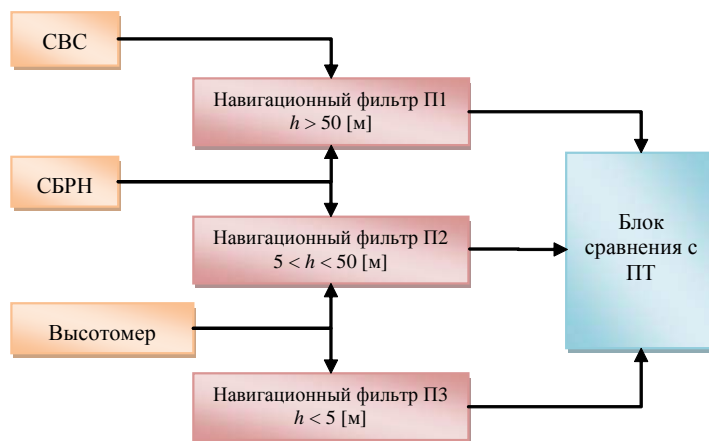 СВС
Навигационный фильтр П1
h > 50 [м]
СБРН
Навигационный фильтр П2
5 < h < 50 [м]
Блок
сравнения с
ПТ
Высотомер
Навигационный фильтр П3
h < 5 [м]